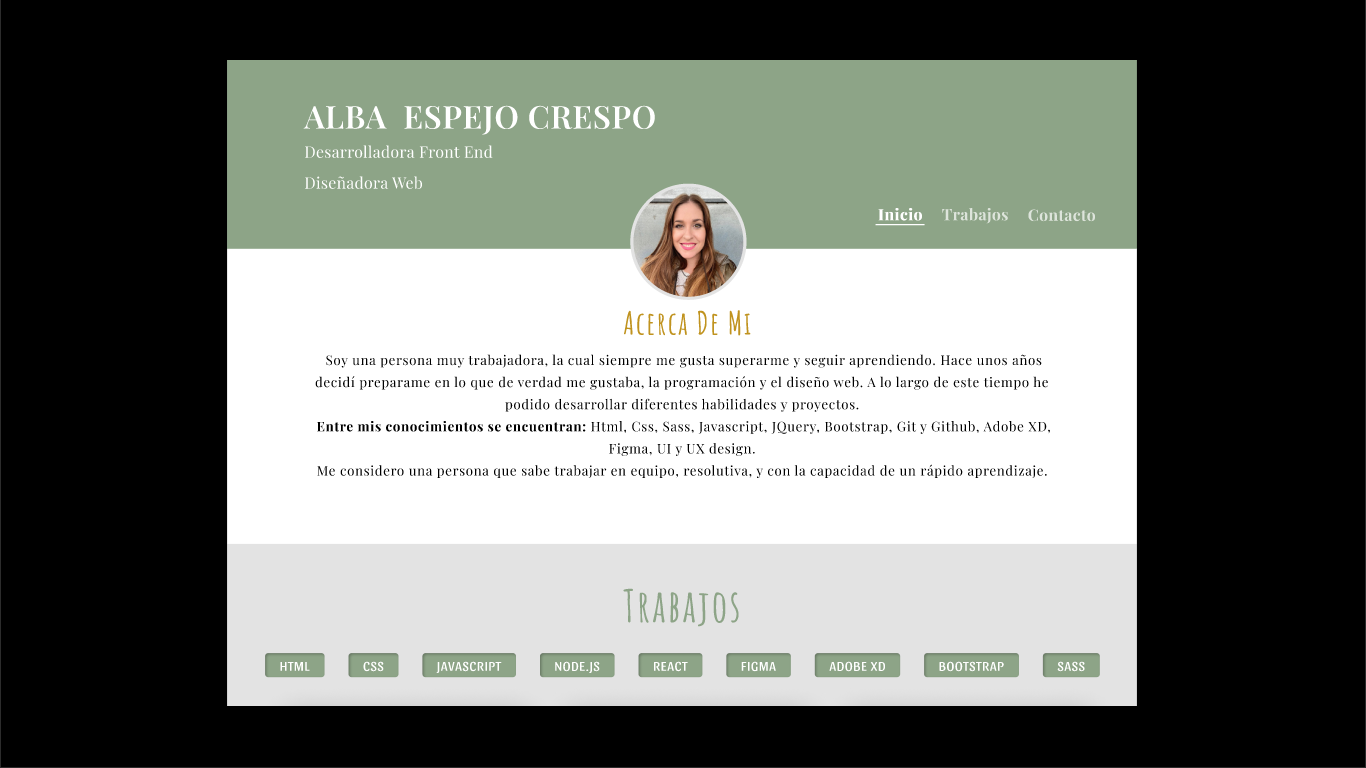 ALBA ESPEJO CRESPO
Desarrolladora Front End
Diseñadora Web
Inicio Trabajos Contacto
Acerca De Mi
Soy una persona muy trabajadora, la cual siempre me gusta superarme y seguir aprendiendo. Hace unos años
decidí preparame en lo que de verdad me gustaba, la programación y el diseño web. A lo largo de este tiempo he
podido desarrollar diferentes habilidades y proyectos.
Entre mis conocimientos se encuentran: Html, Css, Sass, Javascript, JQuery, Bootstrap, Git y Github, Adobe XD,
Figma, UI y UX design.
Me considero una persona que sabe trabajar en equipo, resolutiva, y con la capacidad de un rápido aprendizaje.
Trabajos
HTML CSS JAVASCRIPT NODE.JS REACT FIGMA ADOBE XD BOOTSTRAP SASS